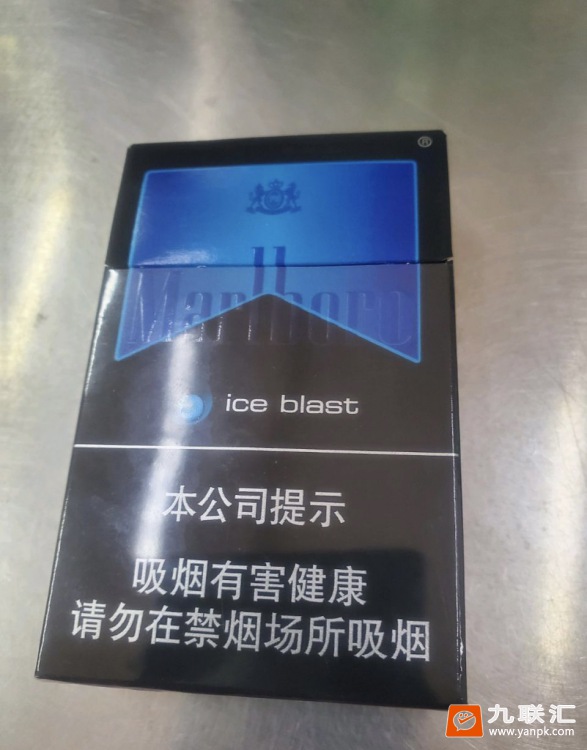 ®
Marlboro
ice blast
本公司提示
吸烟有害健康
请勿在禁烟场所吸烟
九联汇
www.yanpk.com